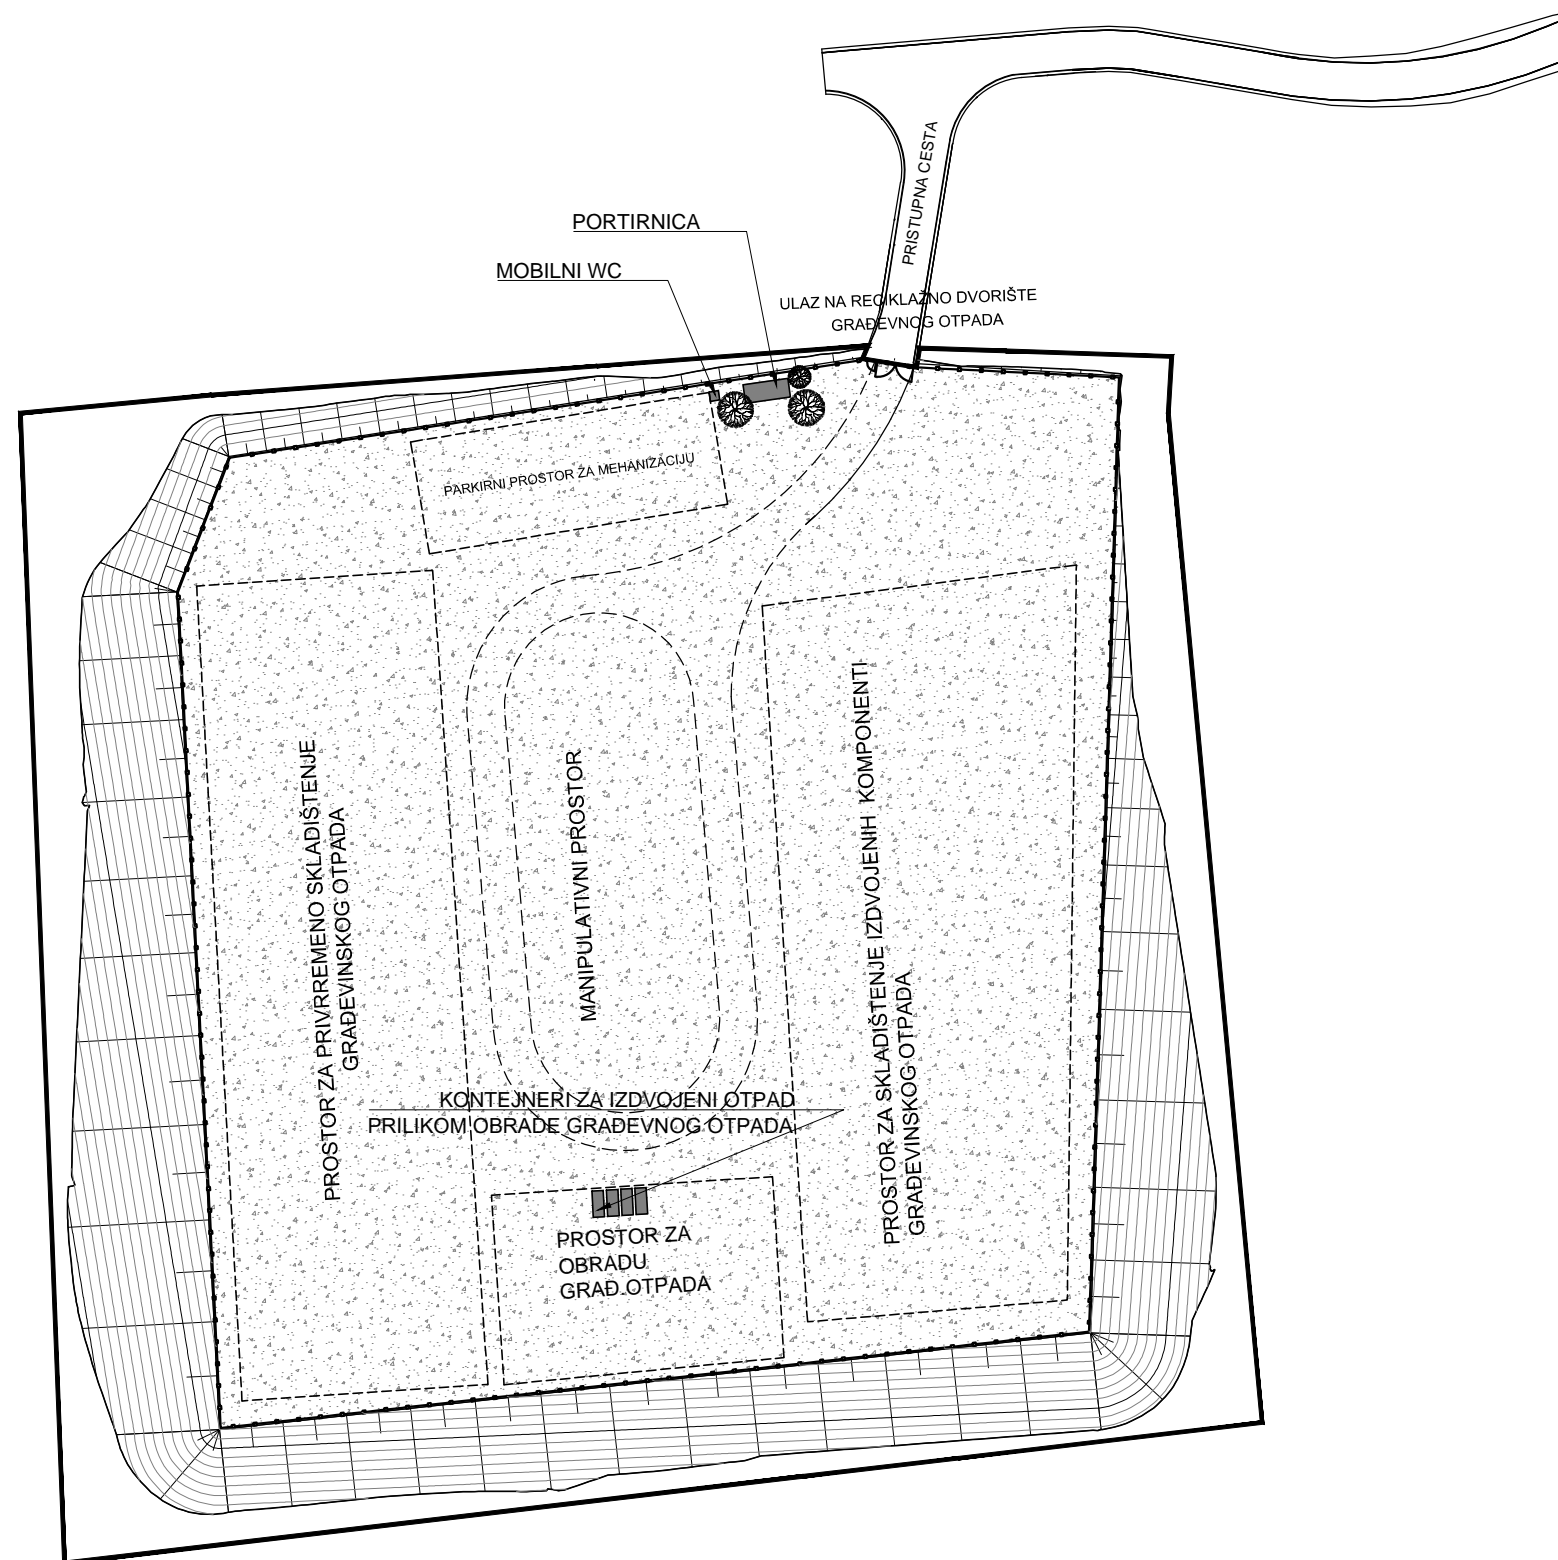 PRISTUPNA CESTA
PORTIRNICA
MOBILNI WC
ULAZ NA RECIKLAŽNO DVORIŠTE
GRAĐEVNOG OTPADA
PARKIRNI PROSTOR ZA MEHANIZACIJU
PROSTOR ZA PRIVRREMENO SKLADIŠTENJE
GRAĐEVINSKOG OTPADA
MANIPULATIVNI PROSTOR
PROSTOR ZA SKLADIŠTENJE IZDVOJENIH KOMPONENTI
GRAĐEVINSKOG OTPADA
KONTEJNERI ZA IZDVOJENI OTPAD
PRILIKOM OBRADE GRAĐEVNOG OTPADA
PROSTOR ZA
OBRADU
GRAĐ.OTPADA